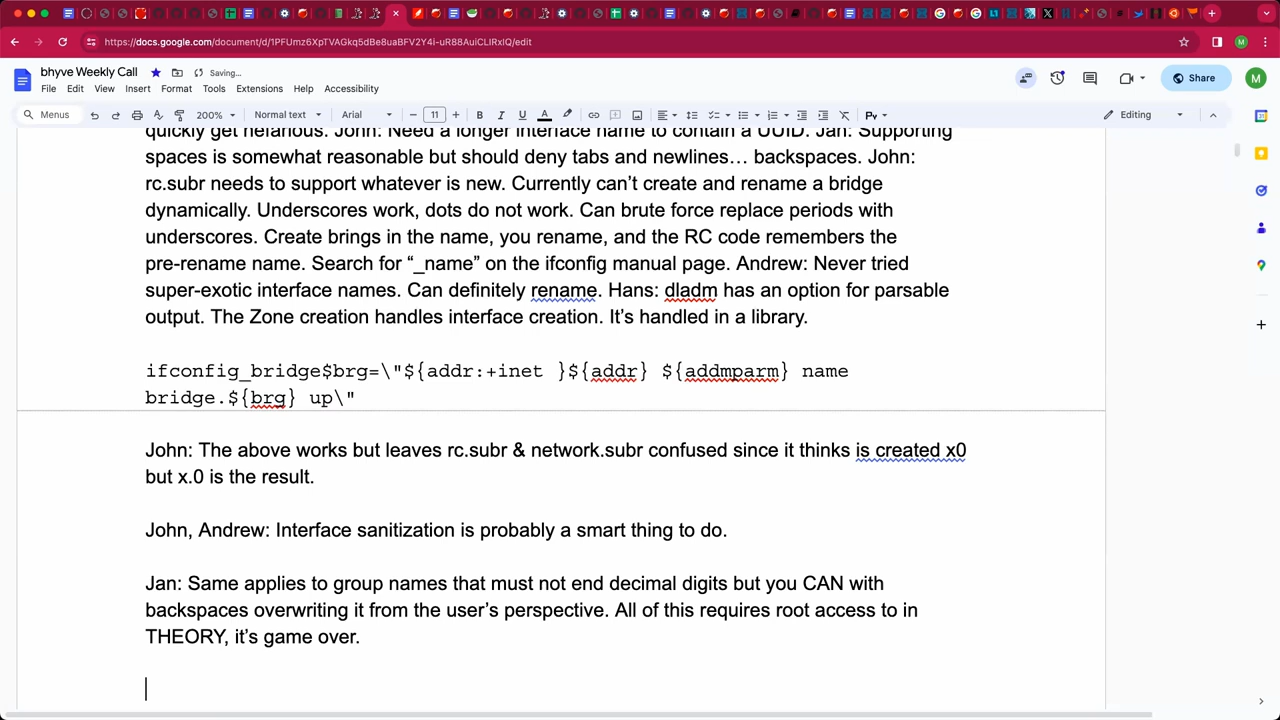 https://docs.google.com/document/d/1PFUmz6XpTVAGkq5dBe8uaBFV2Y4i-uR88AuiCLIRxIQ/edit
bhyve Weekly Call
Saving...
File Edit View Insert Format Tools Extensions Help Accessibility
Share
M
Menus
200%
Normal text
Arial
11
Editing
quickly get nefarious. John: Need a longer interface name to contain a UUID. Jan: Supporting
spaces is somewhat reasonable but should deny tabs and newlines… backspaces. John:
rc.subr needs to support whatever is new. Currently can’t create and rename a bridge
dynamically. Underscores work, dots do not work. Can brute force replace periods with
underscores. Create brings in the name, you rename, and the RC code remembers the
pre-rename name. Search for “_name” on the ifconfig manual page. Andrew: Never tried
super-exotic interface names. Can definitely rename. Hans: dladm has an option for parsable
output. The Zone creation handles interface creation. It’s handled in a library.
ifconfig_bridge$brg=\"${addr:+inet }${addr} ${addmparm} name
bridge.${brg} up\"
John: The above works but leaves rc.subr & network.subr confused since it thinks is created x0
but x.0 is the result.
John, Andrew: Interface sanitization is probably a smart thing to do.
Jan: Same applies to group names that must not end decimal digits but you CAN with
backspaces overwriting it from the user’s perspective. All of this requires root access to in
THEORY, it’s game over.